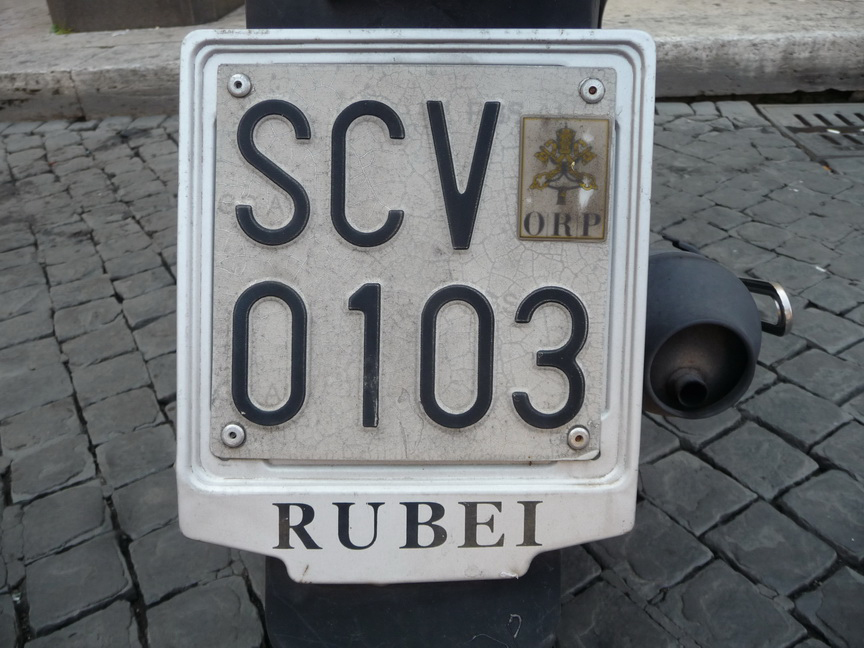 SCV
ORP
0103
RUBEI